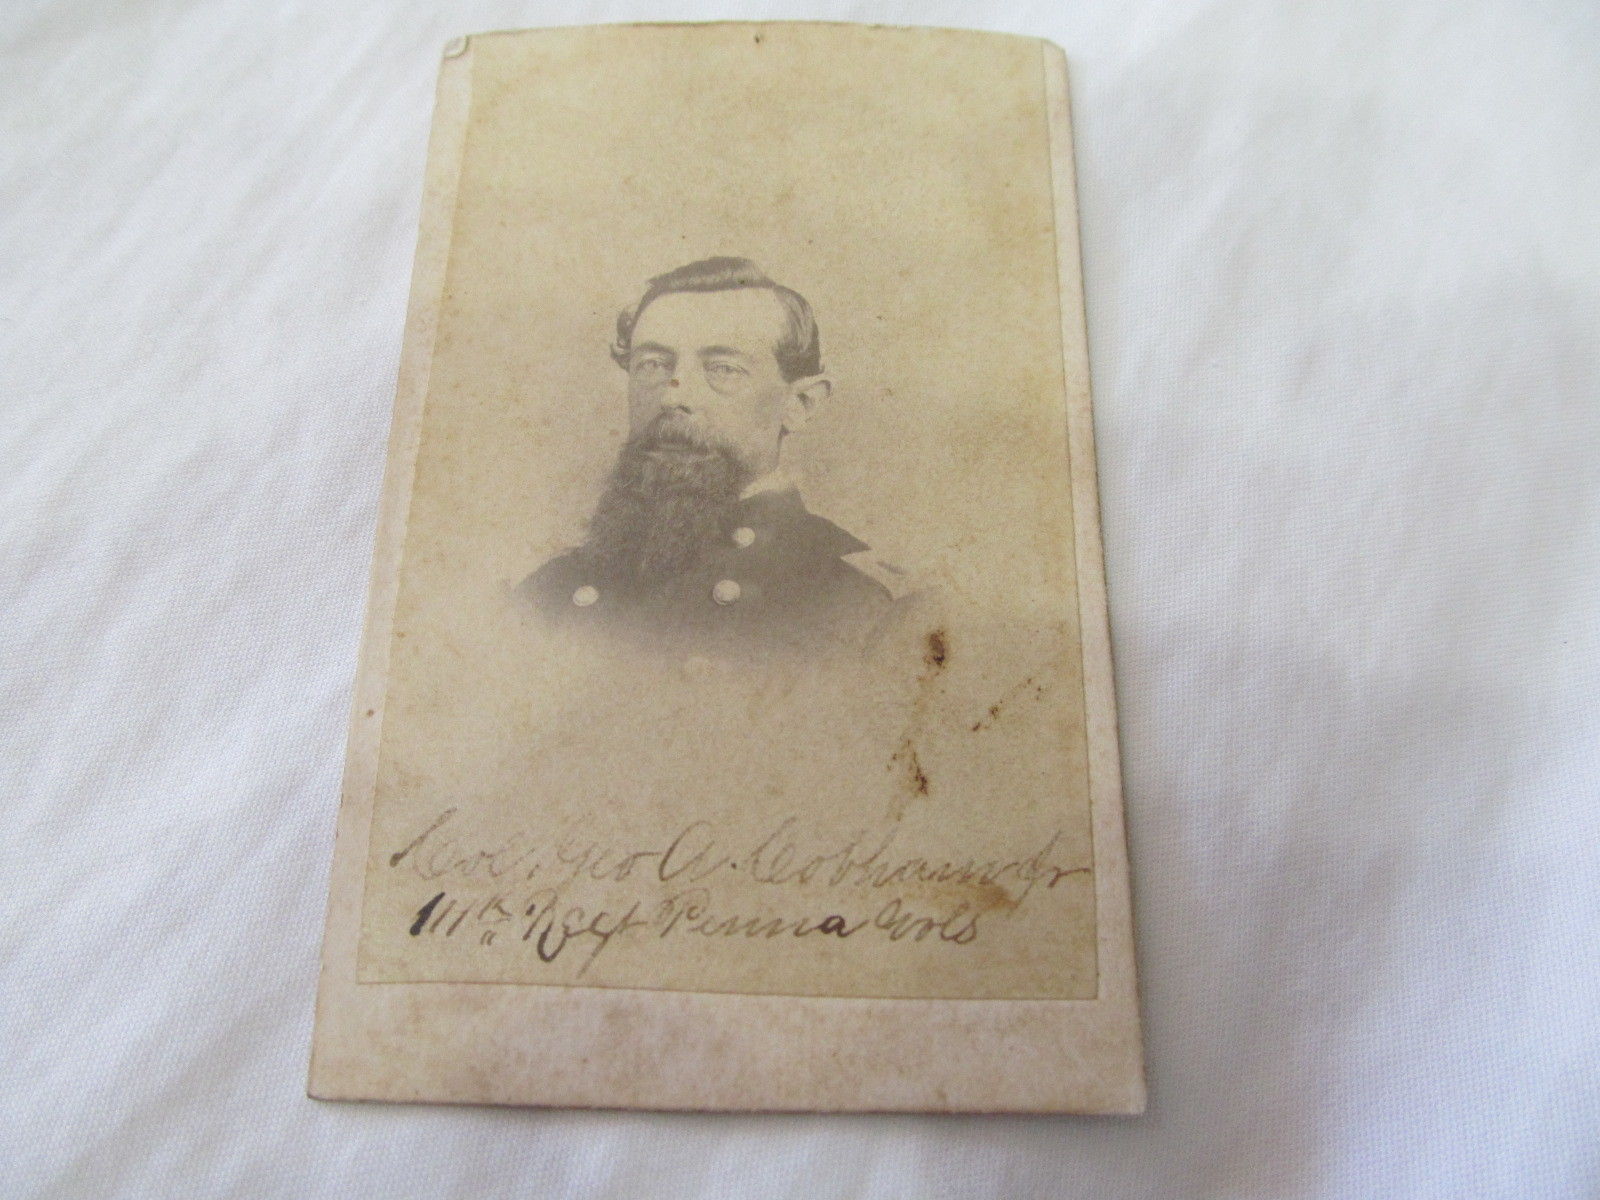 Col. Geo A. Cobham Jr
111th Regt Penna Vols